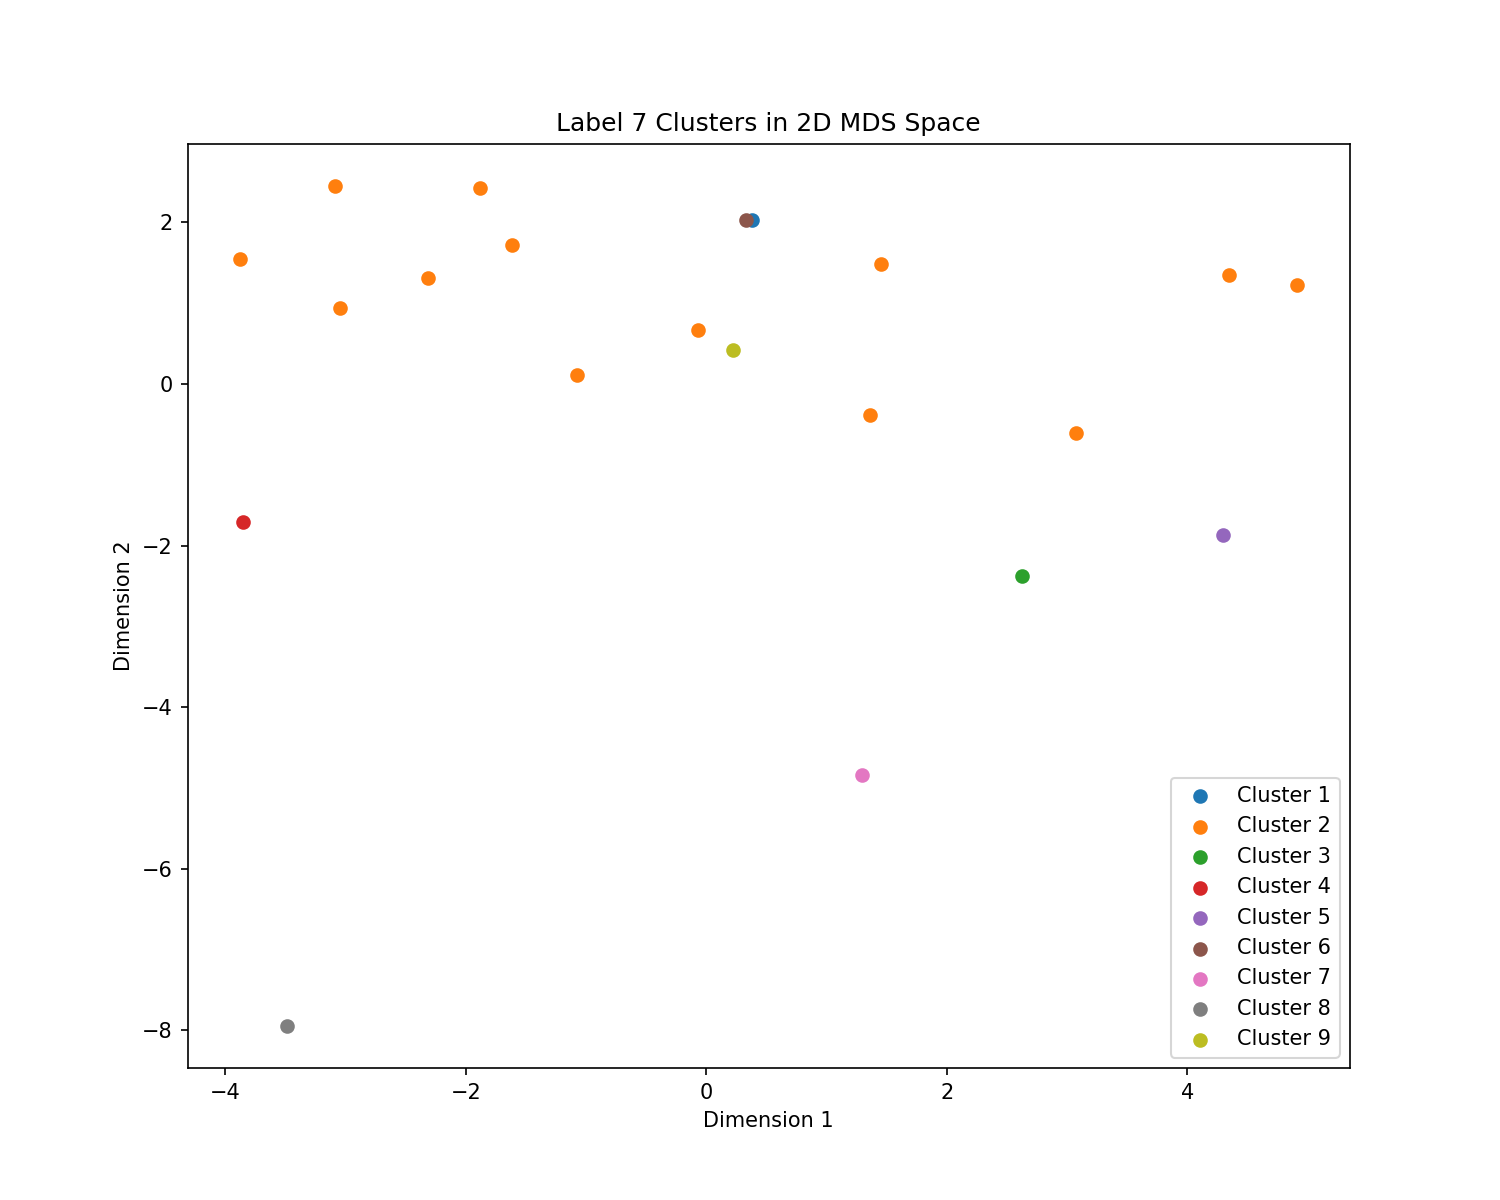 Label 7 Clusters in 2D MDS Space
2
0
−2
−4
−6
−8
Dimension 2
−4
−2
0
2
4
Dimension 1
Cluster 1
Cluster 2
Cluster 3
Cluster 4
Cluster 5
Cluster 6
Cluster 7
Cluster 8
Cluster 9